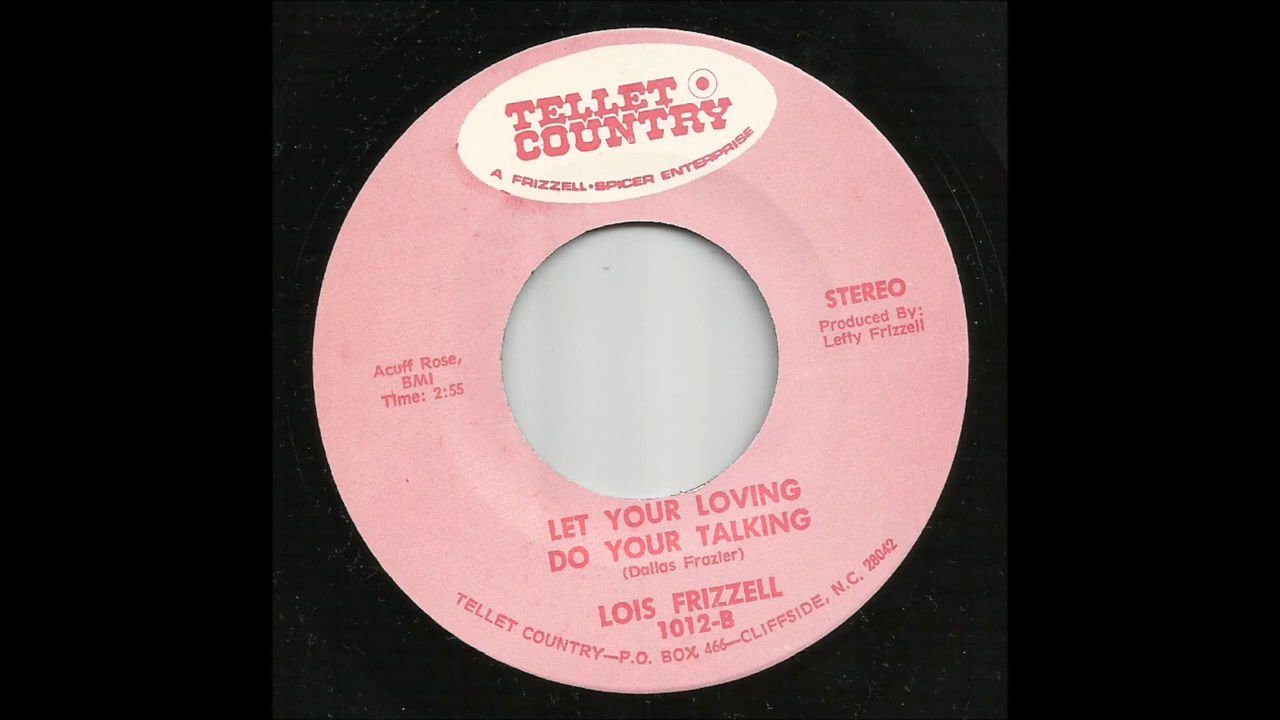 TELLET
COUNTRY
A FRIZZELL•SPICER ENTERPRISE
STEREO
Produced By:
Lefty Frizzell
Acuff Rose,
BMI
Time: 2:55
LET YOUR LOVING
DO YOUR TALKING
(Dallas Frazier)
LOIS FRIZZELL
1012-B
TELLET COUNTRY—P.O. BOX 466—CLIFFSIDE, N.C. 28042